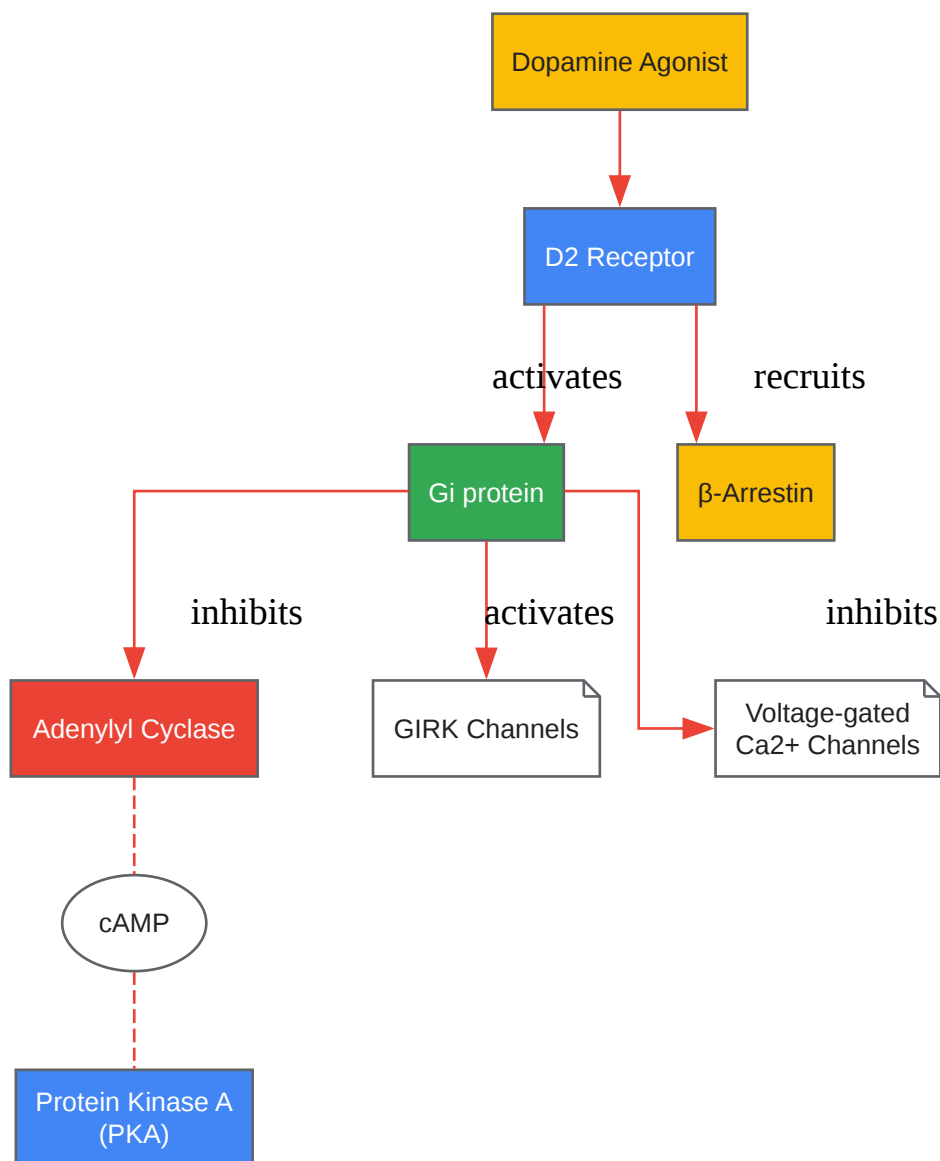 Dopamine Agonist
D2 Receptor
activates
recruits
Gi protein
β-Arrestin
inhibits
activates
inhibits
Adenylyl Cyclase
GIRK Channels
Voltage-gated
Ca2+ Channels
cAMP
Protein Kinase A
(PKA)